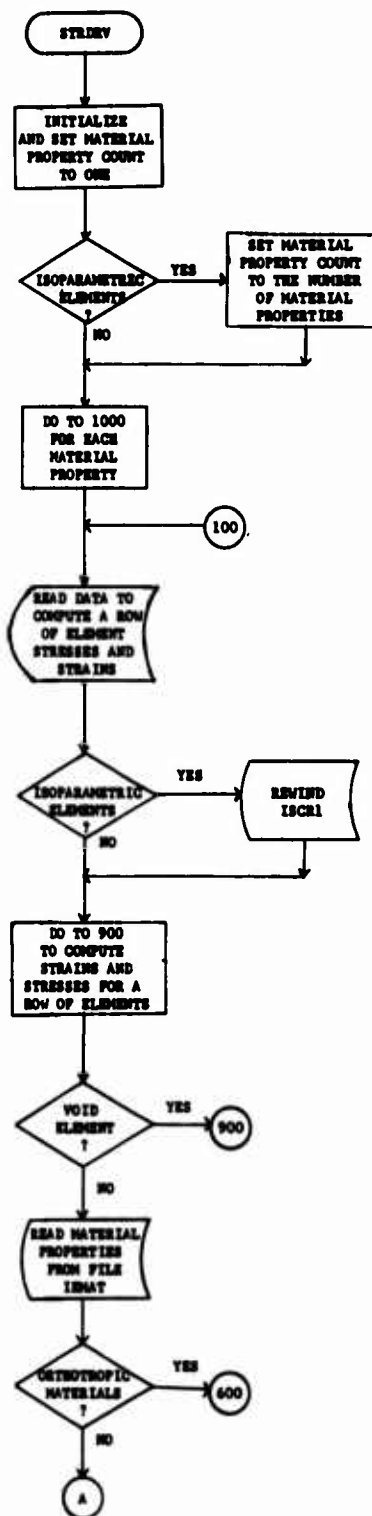 STRDRV
INITIALIZE
AND SET MATERIAL
PROPERTY COUNT
TO ONE
ISOPARAMETRIC
ELEMENTS
?
YES
NO
SET MATERIAL
PROPERTY COUNT
TO THE NUMBER
OF MATERIAL
PROPERTIES
DO TO 1000
FOR EACH
MATERIAL
PROPERTY
100
READ DATA TO
COMPUTE A ROW
OF ELEMENT
STRESSES AND
STRAINS
ISOPARAMETRIC
ELEMENTS
?
YES
NO
REWIND
ISCR1
DO TO 900
TO COMPUTE
STRAINS AND
STRESSES FOR A
ROW OF ELEMENTS
VOID
ELEMENT
?
YES
900
NO
READ MATERIAL
PROPERTIES
FROM FILE
IEMAT
ORTHOTROPIC
MATERIALS
?
YES
600
NO
A